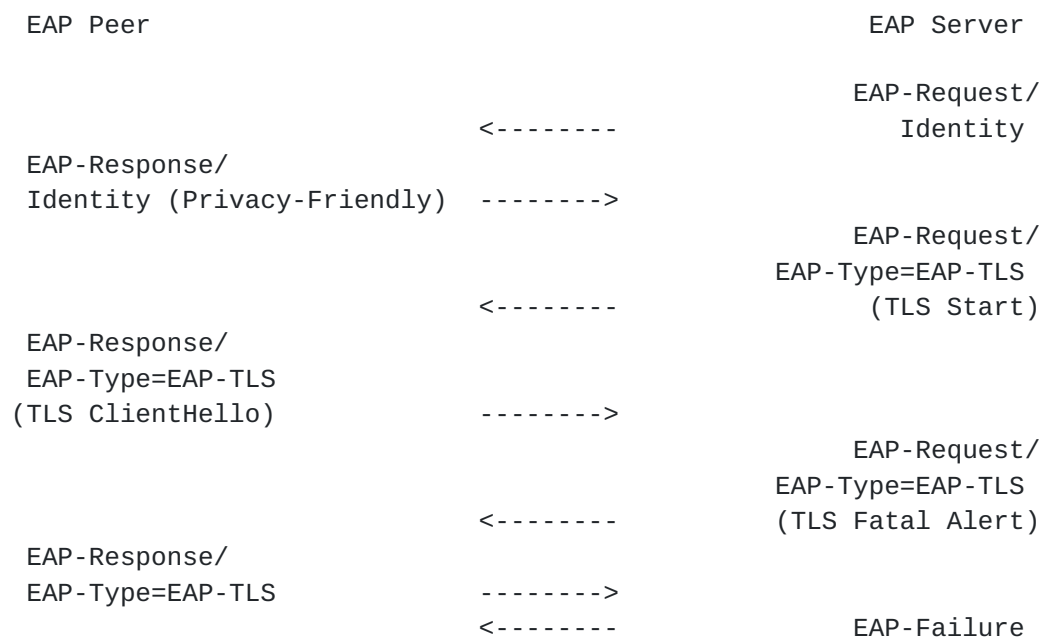 EAP Peer                                              EAP Server

                                                     EAP-Request/
                             <--------                  Identity
EAP-Response/
Identity (Privacy-Friendly)  -------->
                                                     EAP-Request/
                                                EAP-Type=EAP-TLS
                             <--------                (TLS Start)
EAP-Response/
EAP-Type=EAP-TLS
(TLS ClientHello)             -------->
                                                     EAP-Request/
                                                EAP-Type=EAP-TLS
                             <--------          (TLS Fatal Alert)
EAP-Response/
EAP-Type=EAP-TLS             -------->
                             <--------               EAP-Failure